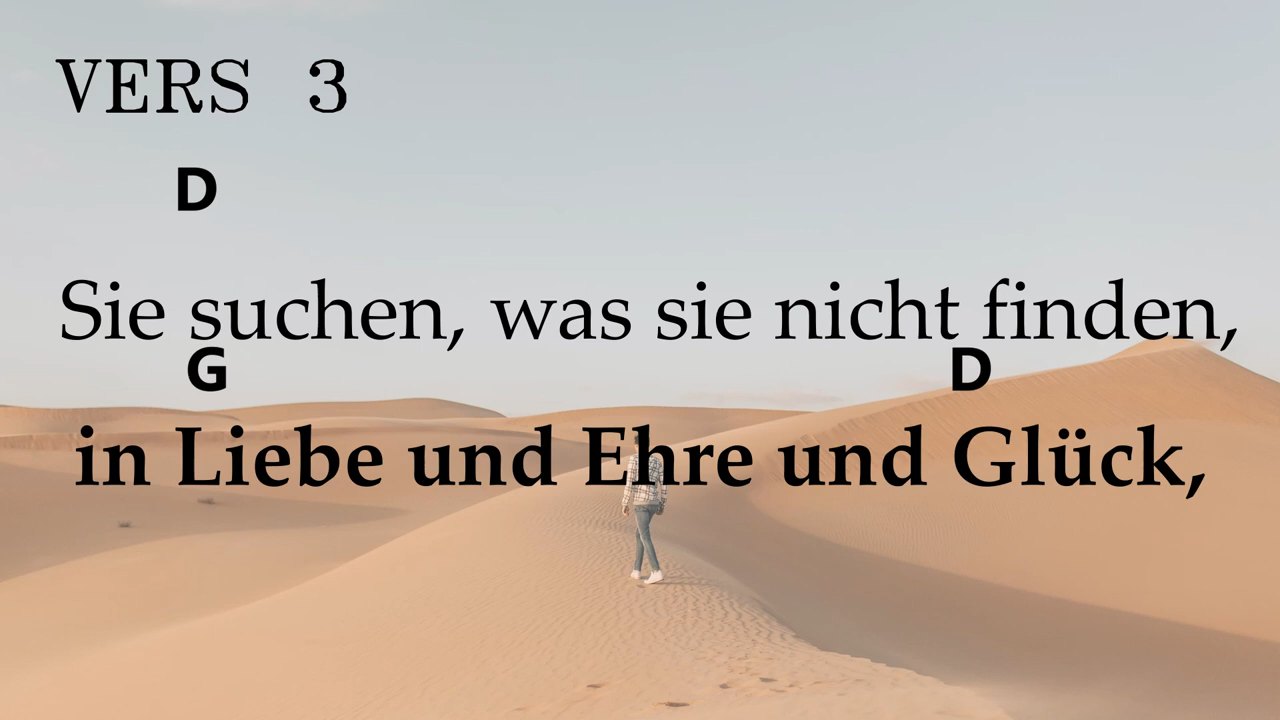 VERS 3
D
Sie suchen, was sie nicht finden,
G D
in Liebe und Ehre und Glück,